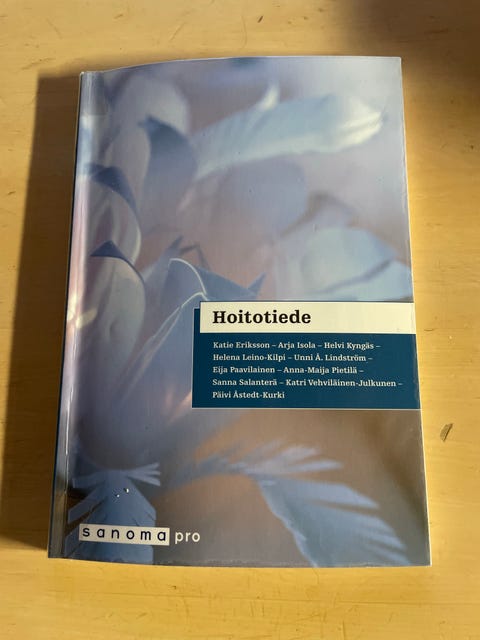 Hoitotiede
Katie Eriksson – Arja Isola – Helvi Kyngäs –
Helena Leino-Kilpi – Unni Å. Lindström –
Eija Paavilainen – Anna-Maija Pietilä –
Sanna Salanterä – Katri Vehviläinen-Julkunen –
Päivi Åstedt-Kurki
sanoma pro